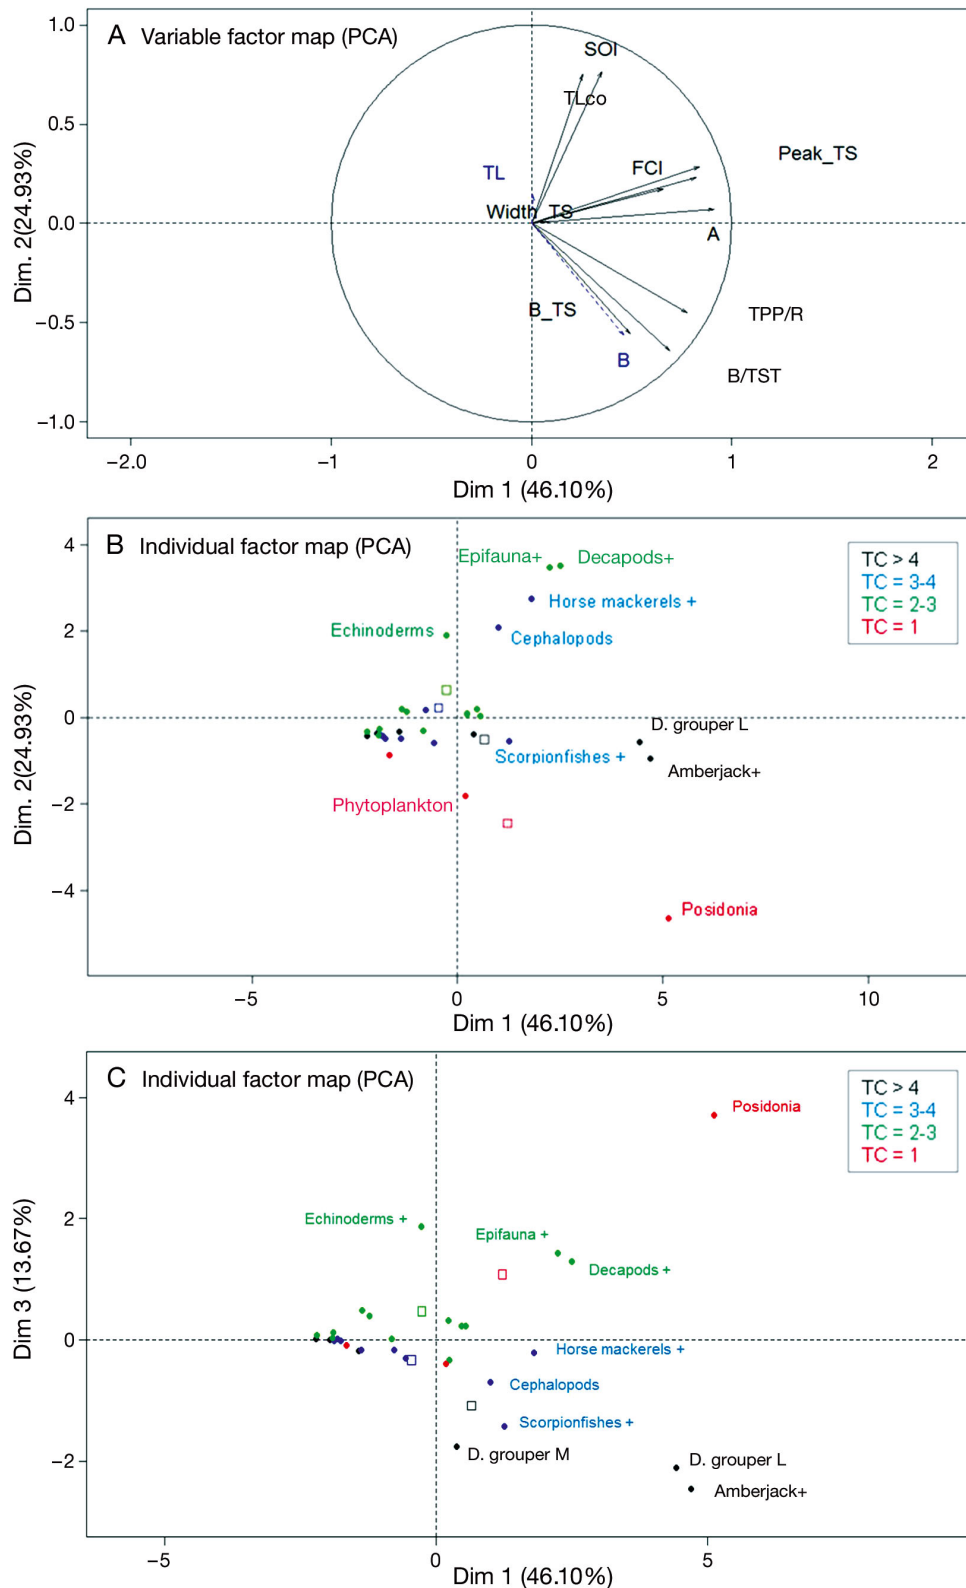 A Variable factor map (PCA)
1.0
0.5
0.0
−0.5
−1.0
Dim. 2(24.93%)
SOI
TLco
Peak_TS
FCI
TL
Width_TS
A
B_TS
TPP/R
B
B/TST
−2.0
−1
0
1
2
Dim 1 (46.10%)
B Individual factor map (PCA)
4
2
0
−2
−4
Dim. 2(24.93%)
TC > 4
TC = 3-4
TC = 2-3
TC = 1
Epifauna+
Decapods+
Horse mackerels +
Echinoderms
Cephalopods
D. grouper L
Scorpionfishes +
Amberjack+
Phytoplankton
Posidonia
−5
0
5
10
Dim 1 (46.10%)
C Individual factor map (PCA)
4
2
0
−2
Dim 3 (13.67%)
TC > 4
TC = 3-4
TC = 2-3
TC = 1
Posidonia
Echinoderms +
Epifauna +
Decapods +
Horse mackerels +
Cephalopods
Scorpionfishes +
D. grouper M
D. grouper L
Amberjack+
−5
0
5
Dim 1 (46.10%)